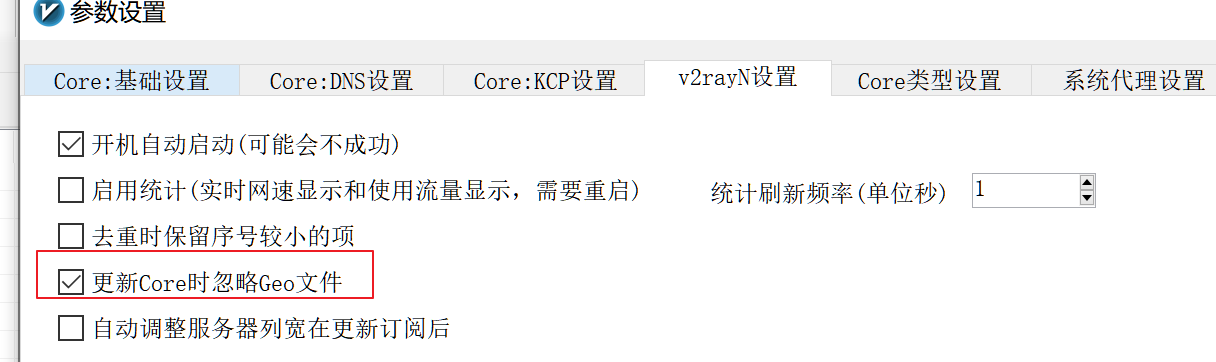 参数设置
Core:基础设置 Core:DNS设置 Core:KCP设置 v2rayN设置 Core类型设置 系统代理设置
开机自动启动(可能会不成功)
启用统计(实时网速显示和使用流量显示，需要重启) 统计刷新频率(单位秒) 1
去重时保留序号较小的项
更新Core时忽略Geo文件
自动调整服务器列宽在更新订阅后